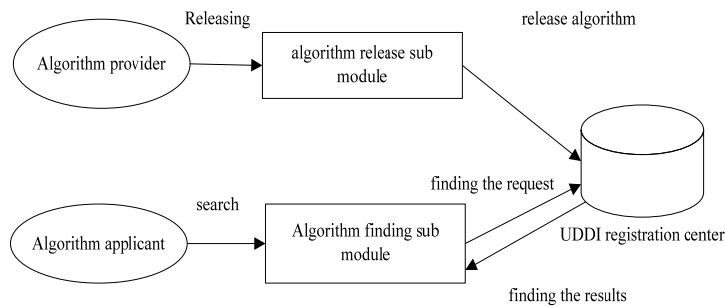 Releasing
release algorithm
Algorithm provider
algorithm release sub
module
finding the request
search
Algorithm applicant
Algorithm finding sub
module
UDDI registration center
finding the results